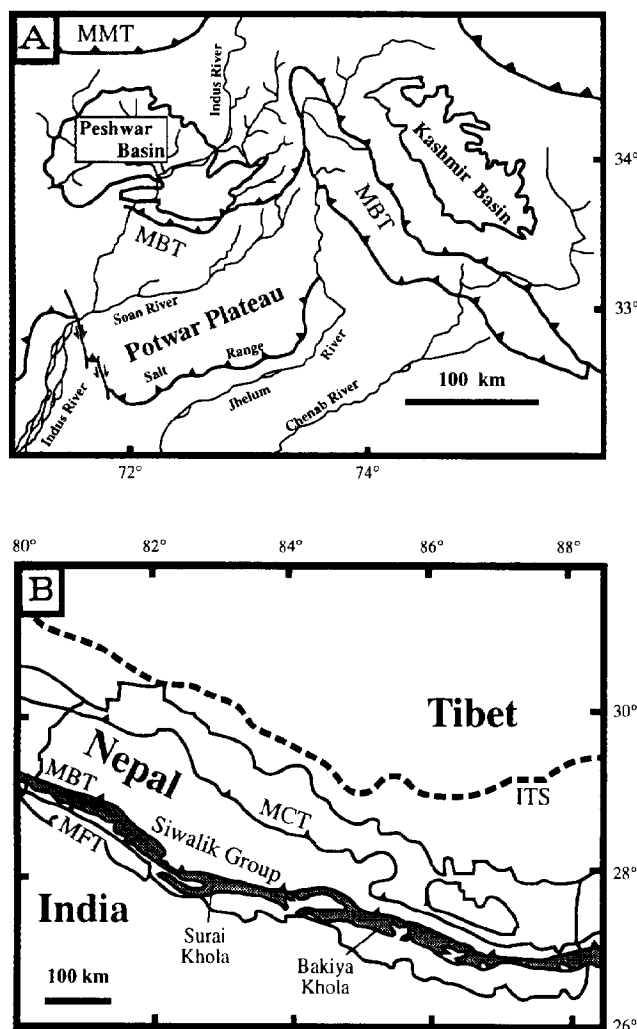 A
MMT
Indus River
Peshwar
Basin
Kashmir Basin
34°
MBT
MBT
33°
Soan River
Potwar Plateau
Salt Range
River
Jhelum
Chenab River
Indus River
100 km
72°
74°
80°
82°
84°
86°
88°
B
Tibet
30°
Nepal
ITS
MBT
MCT
MFT
Siwalik Group
28°
India
Surai
Khola
Bakiya
Khola
100 km
26°